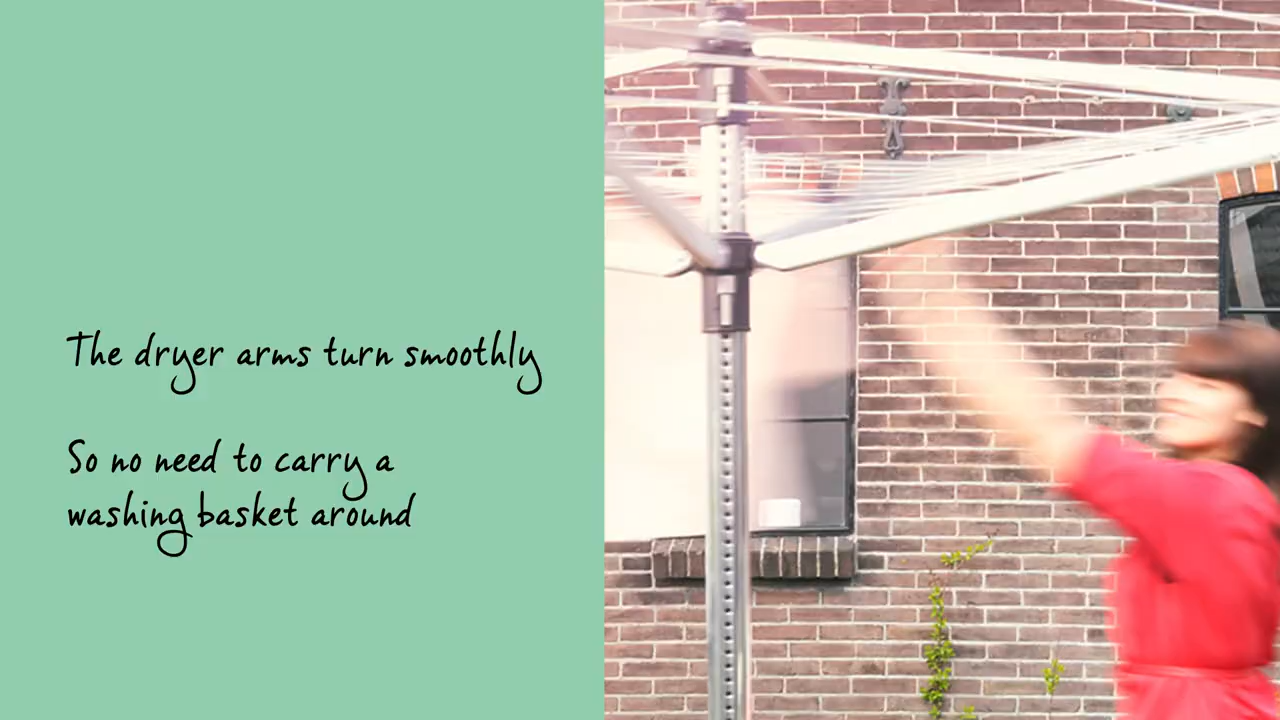 The dryer arms turn smoothly
So no need to carry a
washing basket around